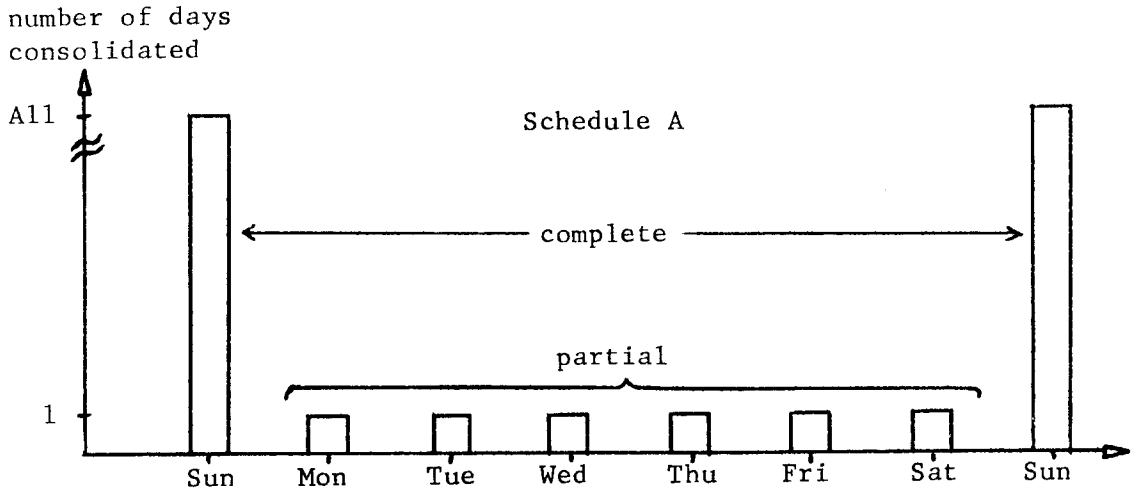 number of days
consolidated
All
Schedule A
complete
partial
1
Sun Mon Tue Wed Thu Fri Sat Sun